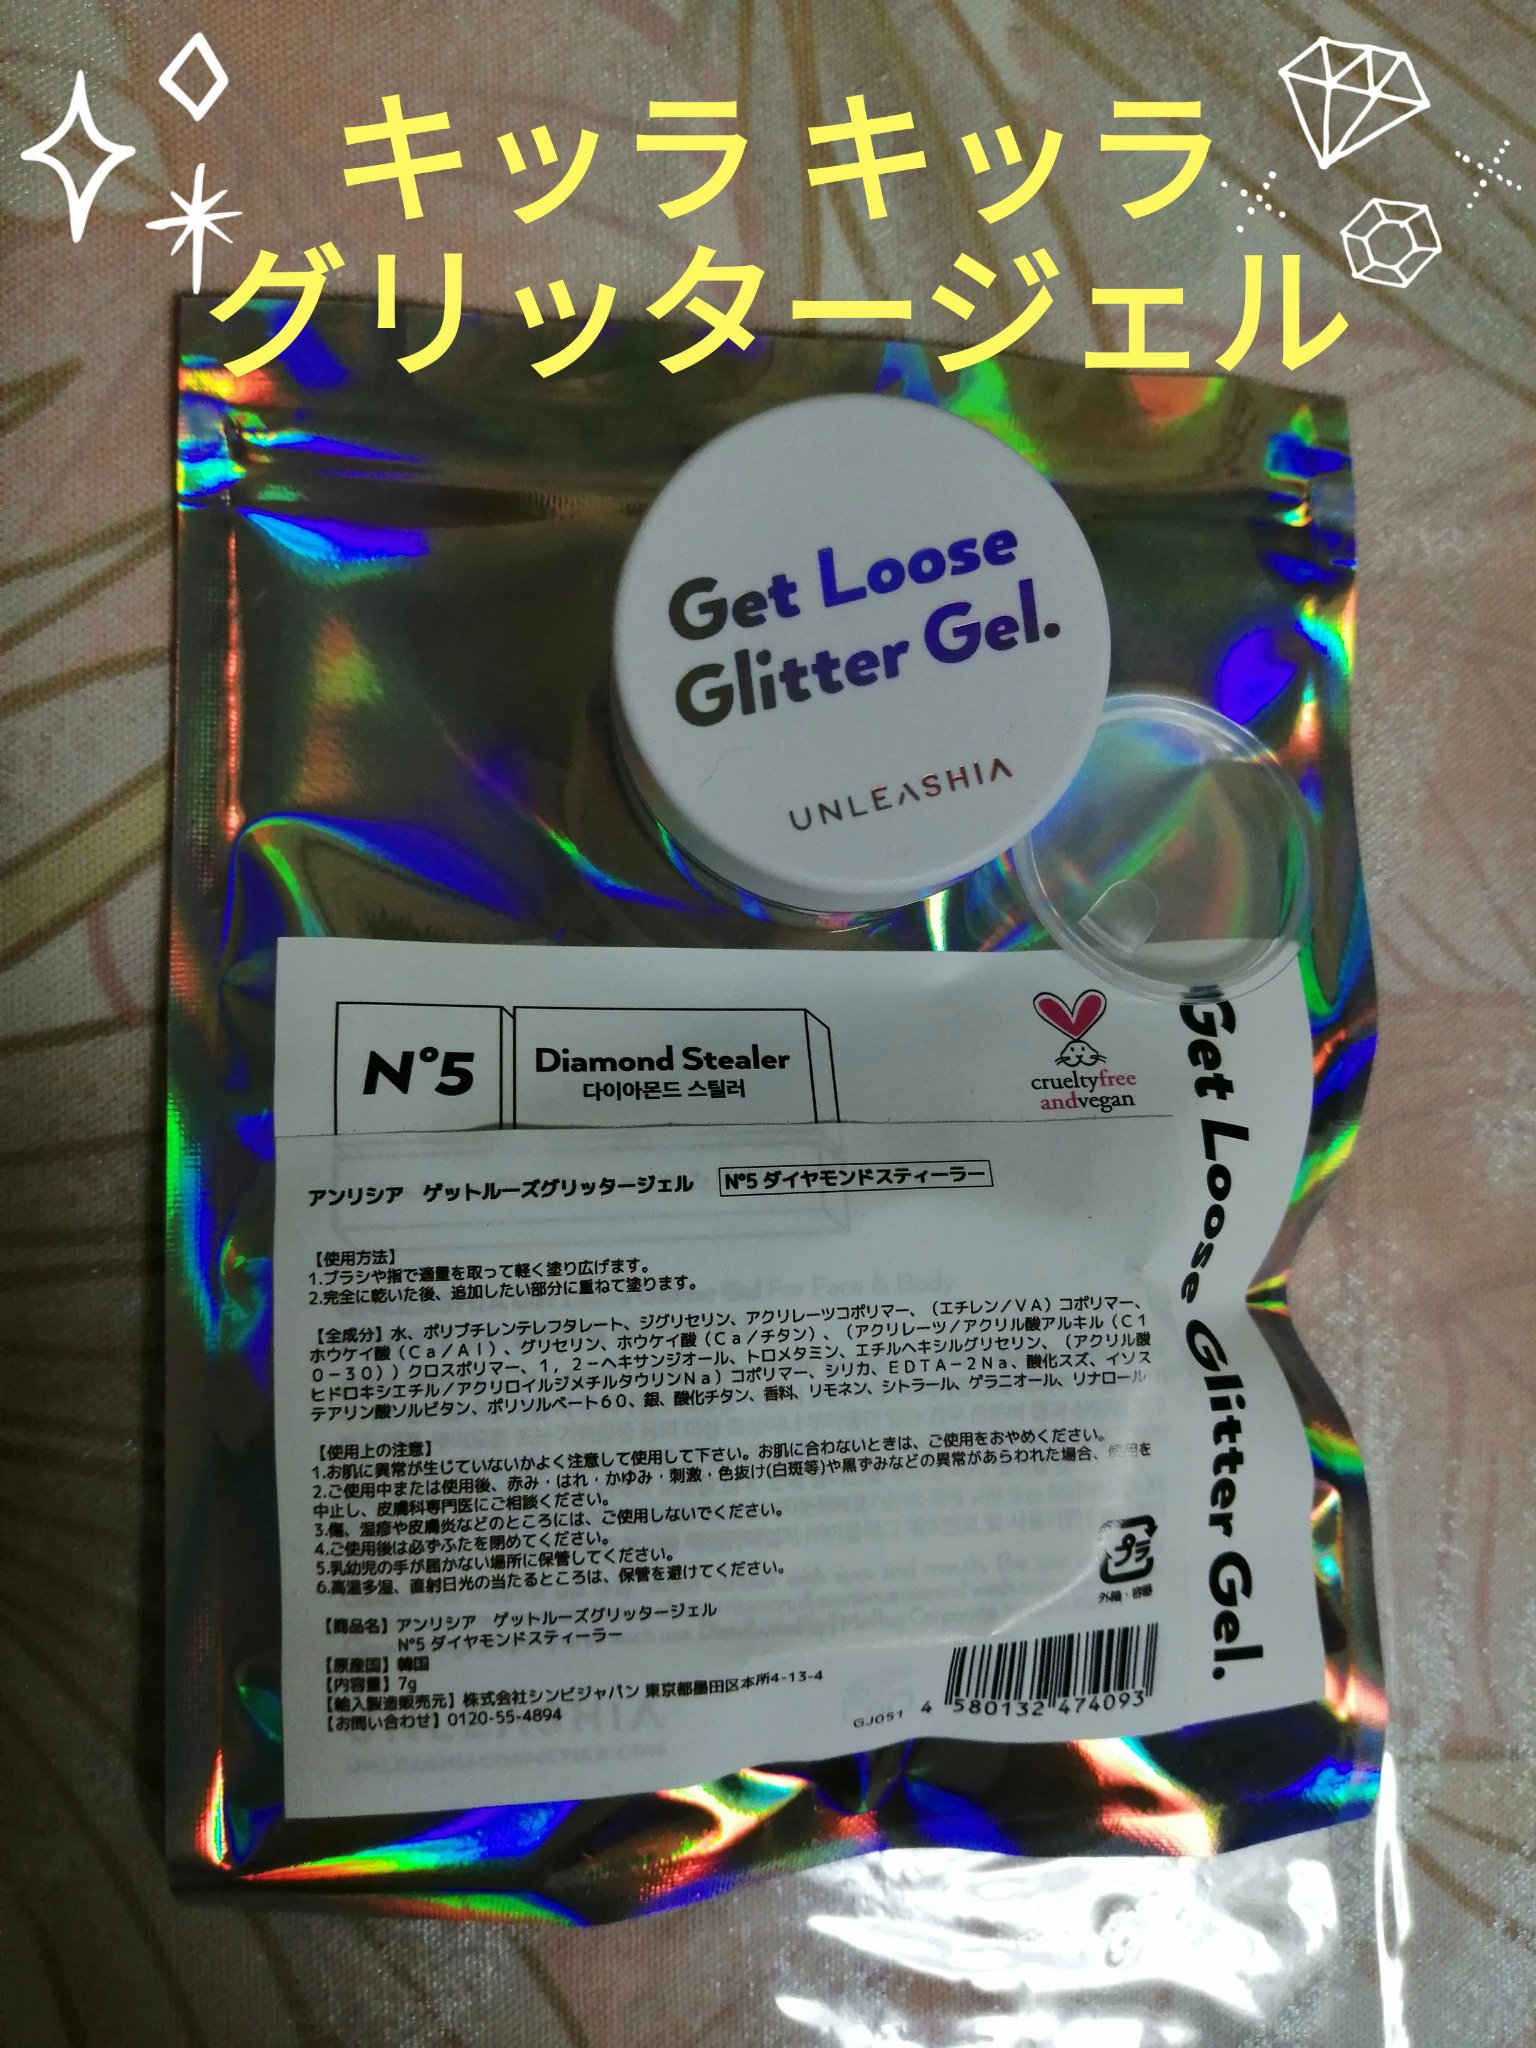 キッラ キッラ
グリッタージェル
Get Loose
Glitter Gel.
UNLEASHIA
N°5
Diamond Stealer
다이아몬드 스틸러
crueltyfree
andvegan
Get Loose Glitter Gel.
アンリシア ゲットルーズグリッタージェル N°5 ダイヤモンドスティーラー
【使用方法】
1.ブラシや指で適量を取って軽く塗り広げます。
2.完全に乾いた後、追加したい部分に重ねて塗ります。
【全成分】水、ポリブチレンテレフタレート、ジグリセリン、アクリレーツコポリマー、（エチレン/VA）コポリマー、
ホウケイ酸（Ca/Al）、グリセリン、ホウケイ酸（Ca/チタン）、（アクリレーツ/アクリル酸アルキル（C1
0-30））クロスポリマー、1，2-ヘキサンジオール、トロメタミン、エチルヘキシルグリセリン、（アクリル酸
ヒドロキシエチル/アクリロイルジメチルタウリンNa）コポリマー、シリカ、EDTA-2Na、酸化スズ、イソス
テアリン酸ソルビタン、ポリソルベート60、銀、酸化チタン、香料、リモネン、シトラール、ゲラニオール、リナロール
【使用上の注意】
1.お肌に異常が生じていないかよく注意して使用して下さい。お肌に合わないときは、ご使用をおやめください。
2.ご使用中または使用後、赤み・はれ・かゆみ・刺激・色抜け(白斑等)や黒ずみなどの異常があらわれた場合、使用を
中止し、皮膚科専門医にご相談ください。
3.傷、湿疹や皮膚炎などのところには、ご使用しないでください。
4.ご使用後は必ずふたを閉めてください。
5.乳幼児の手が届かない場所に保管してください。
6.高温多湿、直射日光の当たるところは、保管を避けてください。
プラ
外箱・容器
【商品名】アンリシア ゲットルーズグリッタージェル
N°5 ダイヤモンドスティーラー
【原産国】韓国
【内容量】7g
【輸入製造販売元】株式会社シンビジャパン 東京都墨田区本所4-13-4
【お問い合わせ】0120-55-4894
GJ051
4 580132 474093